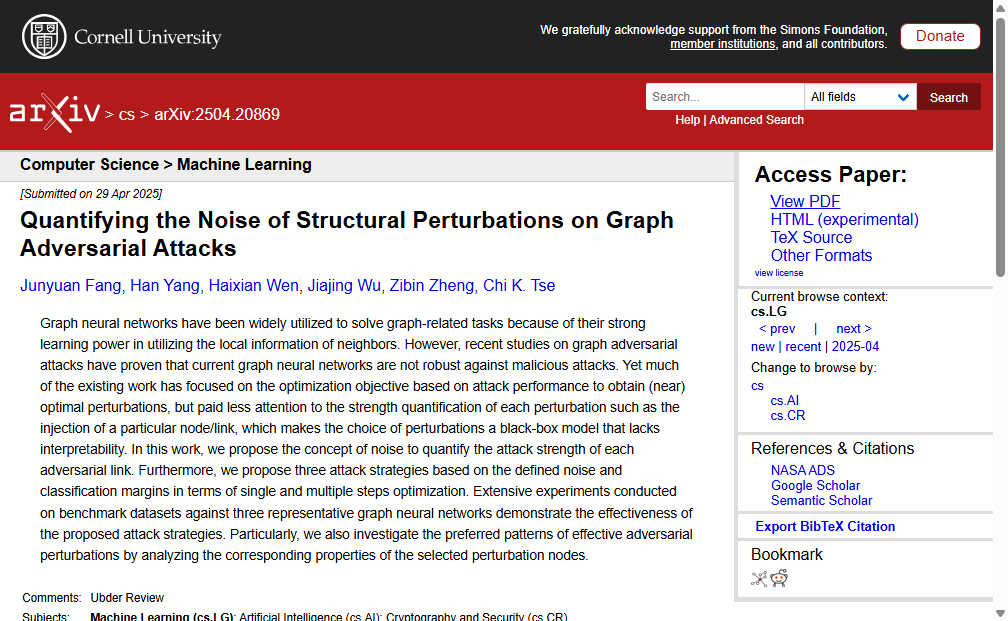 Cornell University
We gratefully acknowledge support from the Simons Foundation,
member institutions, and all contributors.
Donate
arXiv > cs > arXiv:2504.20869
Search...
All fields
Search
Help | Advanced Search
Computer Science > Machine Learning
[Submitted on 29 Apr 2025]
Quantifying the Noise of Structural Perturbations on Graph
Adversarial Attacks
Junyuan Fang, Han Yang, Haixian Wen, Jiajing Wu, Zibin Zheng, Chi K. Tse
Graph neural networks have been widely utilized to solve graph-related tasks because of their strong
learning power in utilizing the local information of neighbors. However, recent studies on graph adversarial
attacks have proven that current graph neural networks are not robust against malicious attacks. Yet much
of the existing work has focused on the optimization objective based on attack performance to obtain (near)
optimal perturbations, but paid less attention to the strength quantification of each perturbation such as the
injection of a particular node/link, which makes the choice of perturbations a black-box model that lacks
interpretability. In this work, we propose the concept of noise to quantify the attack strength of each
adversarial link. Furthermore, we propose three attack strategies based on the defined noise and
classification margins in terms of single and multiple steps optimization. Extensive experiments conducted
on benchmark datasets against three representative graph neural networks demonstrate the effectiveness of
the proposed attack strategies. Particularly, we also investigate the preferred patterns of effective adversarial
perturbations by analyzing the corresponding properties of the selected perturbation nodes.
Comments: Ubder Review
Subjects: Machine Learning (cs.LG); Artificial Intelligence (cs.AI); Cryptography and Security (cs.CR)
Access Paper:
View PDF
HTML (experimental)
TeX Source
Other Formats
view license
Current browse context:
cs.LG
< prev | next >
new | recent | 2025-04
Change to browse by:
cs
cs.AI
cs.CR
References & Citations
NASA ADS
Google Scholar
Semantic Scholar
Export BibTeX Citation
Bookmark